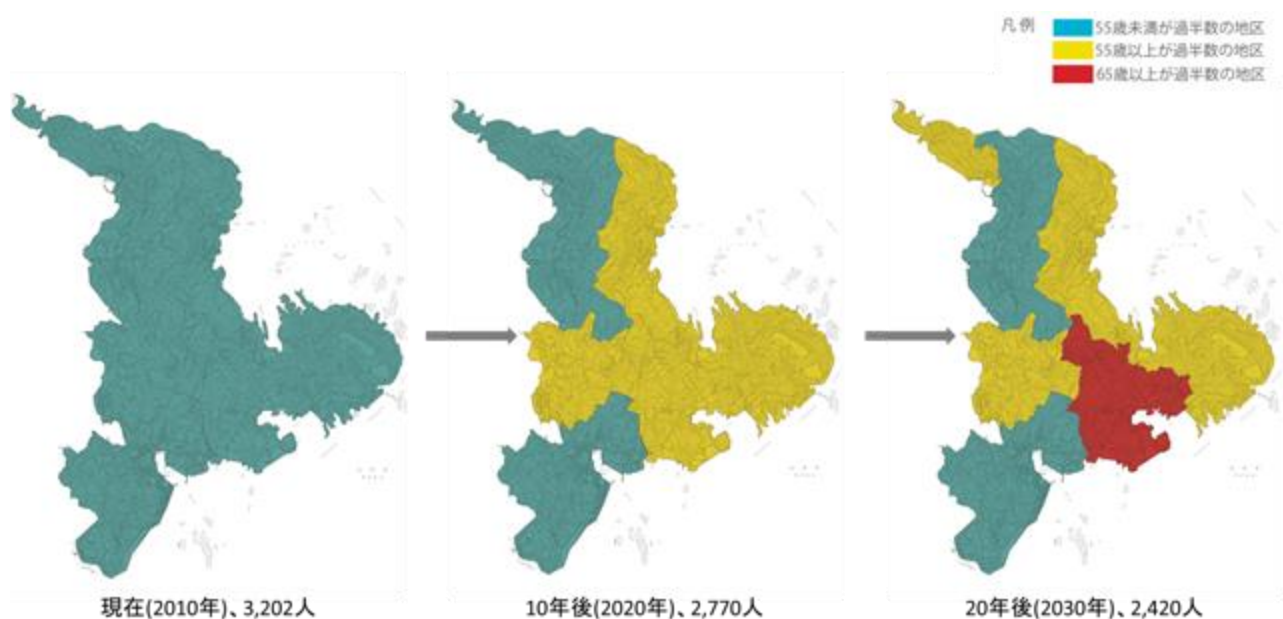 凡例
55歳未満が過半数の地区
55歳以上が過半数の地区
65歳以上が過半数の地区
現在(2010年)、3,202人
10年後(2020年)、2,770人
20年後(2030年)、2,420人